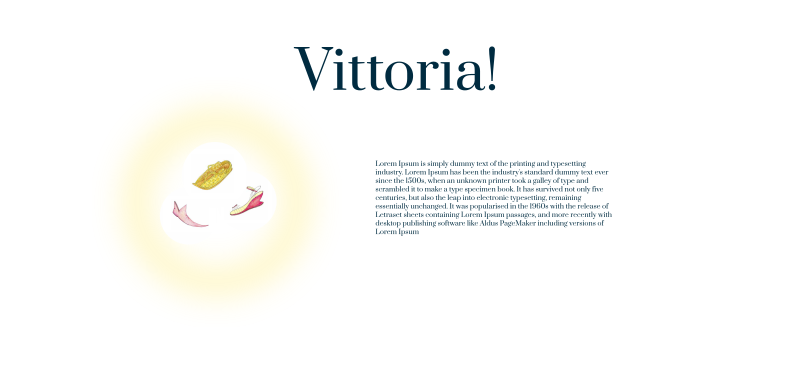 Vittoria!
Lorem Ipsum is simply dummy text of the printing and typesetting
industry. Lorem Ipsum has been the industry's standard dummy text ever
since the 1500s, when an unknown printer took a galley of type and
scrambled it to make a type specimen book. It has survived not only five
centuries, but also the leap into electronic typesetting, remaining
essentially unchanged. It was popularised in the 1960s with the release of
Letraset sheets containing Lorem Ipsum passages, and more recently with
desktop publishing software like Aldus PageMaker including versions of
Lorem Ipsum